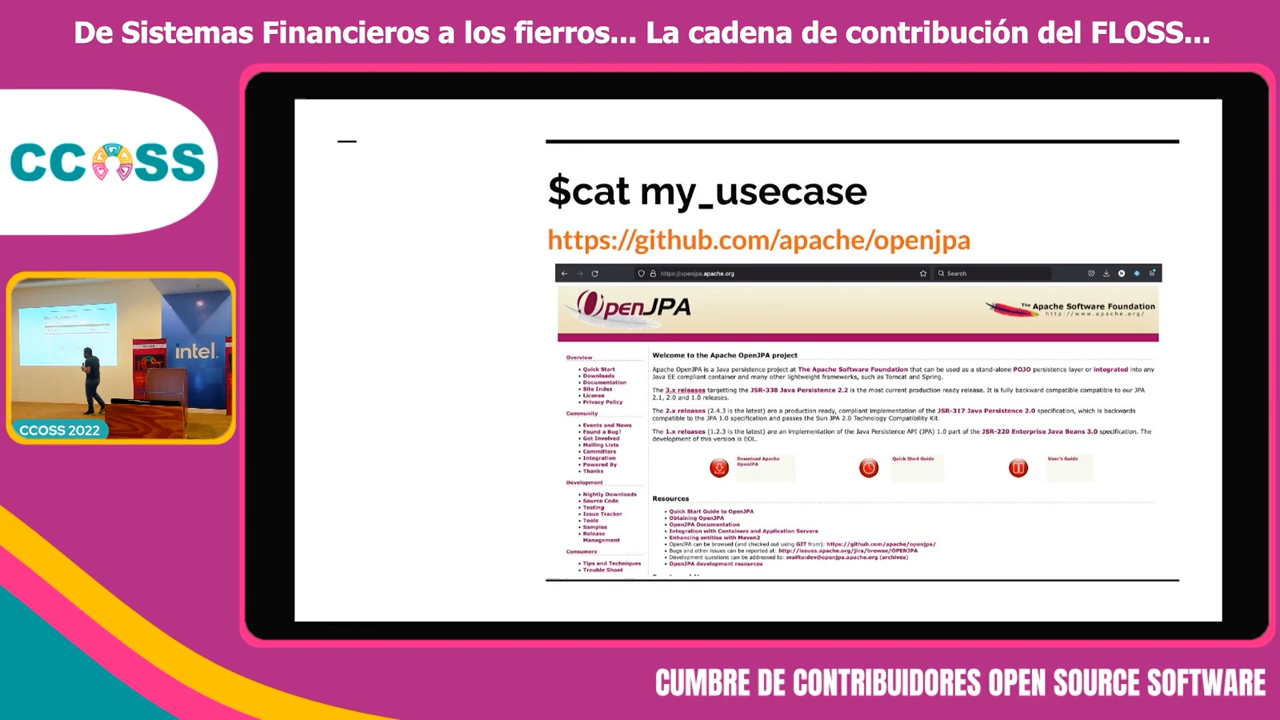 De Sistemas Financieros a los fierros... La cadena de contribución del FLOSS...
CCOSS
intel.
CCOSS 2022
$cat my_usecase
https://github.com/apache/openjpa
https://openjpa.apache.org
Search
OpenJPA
The Apache Software Foundation
http://www.apache.org/
Overview
Quick Start
Downloads
Documentation
Site Index
License
Privacy Policy
Community
Events and News
Found a Bug?
Get Involved
Mailing Lists
Committers
Integration
Powered By
Thanks
Development
Nightly Downloads
Source Code
Testing
Issue Tracker
Tools
Samples
Release
Management
Consumers
Tips and Techniques
Trouble Shoot
Welcome to the Apache OpenJPA project
Apache OpenJPA is a Java persistence project at The Apache Software Foundation that can be used as a stand-alone POJO persistence layer or integrated into any
Java EE compliant container and many other lightweight frameworks, such as Tomcat and Spring.
The 3.x releases targeting the JSR-338 Java Persistence 2.2 is the most current production ready release. It is fully backward compatible compatible to our JPA
2.1, 2.0 and 1.0 releases.
The 2.x releases (2.4.3 is the latest) are a production ready, compliant implementation of the JSR-317 Java Persistence 2.0 specification, which is backwards
compatible to the JPA 1.0 specification and passes the Sun JPA 2.0 Technology Compatibility Kit.
The 1.x releases (1.2.3 is the latest) are an implementation of the Java Persistence API (JPA) 1.0 part of the JSR-220 Enterprise Java Beans 3.0 specification. The
development of this version is EOL.
Download Apache
OpenJPA
Quick Start Guide
User's Guide
Resources
Quick Start Guide to OpenJPA
Obtaining OpenJPA
OpenJPA Documentation
Integration with Containers and Application Servers
Enhancing entities with Maven2
OpenJPA can be browsed (and checked out using GIT from): https://github.com/apache/openjpa/
Bugs and other issues can be reported at: http://issues.apache.org/jira/browse/OPENJPA
Development questions can be addressed to: mailto:dev@openjpa.apache.org (archives)
OpenJPA development resources
CUMBRE DE CONTRIBUIDORES OPEN SOURCE SOFTWARE